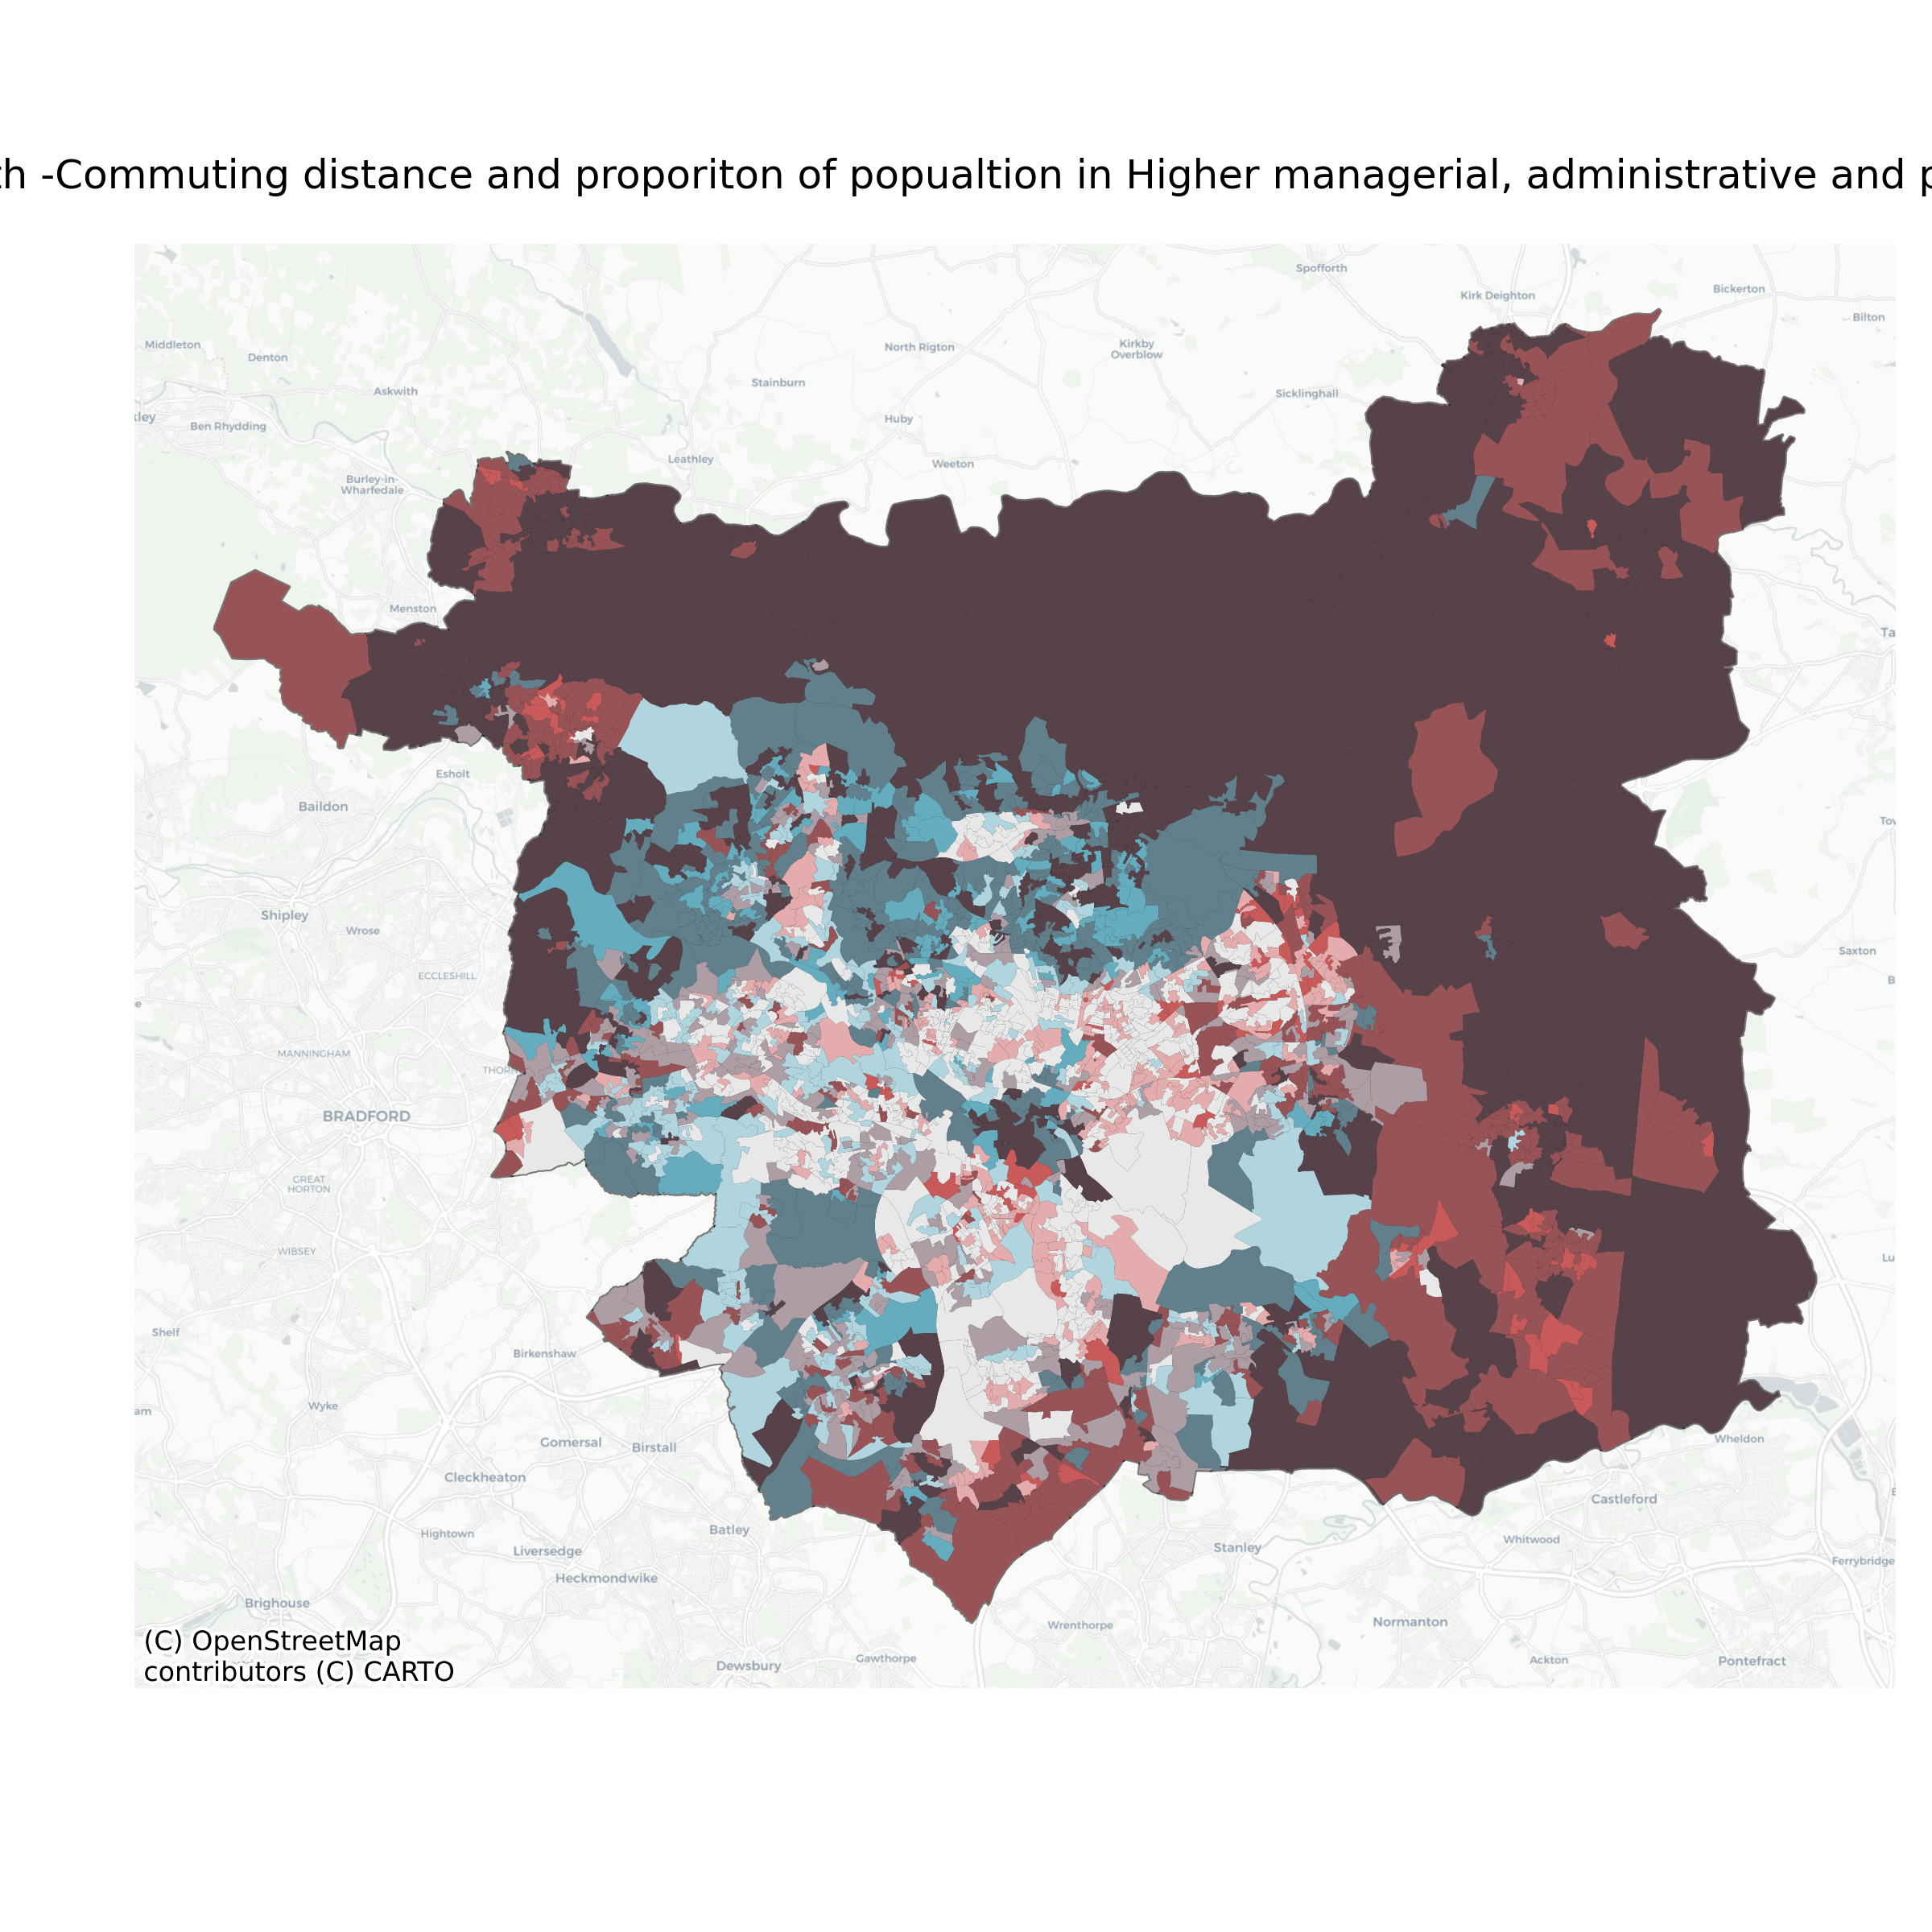 th -Commuting distance and proporiton of popualtion in Higher managerial, administrative and p
Spofforth
Kirk Deighton
Bickerton
Bilton
Middleton
Denton
North Rigton
Kirkby
Overblow
Askwith
Stainburn
Sicklinghall
kley
Ben Rhydding
Huby
Leathley
Weeton
Burley-in-
Wharfedale
Menston
Ta
Esholt
Baildon
Tow
Shipley
Wrose
Saxton
ECCLESHILL
MANNINGHAM
THORN
BRADFORD
GREAT
HORTON
WIBSEY
Lu
Shelf
Birkenshaw
Wyke
am
Gomersal
Birstall
Wheldon
Cleckheaton
Castleford
Hightown
Batley
Whitwood
Liversedge
Stanley
Ferrybridge
Heckmondwike
Brighouse
Wrenthorpe
Normanton
(C) OpenStreetMap
contributors (C) CARTO
Dewsbury
Gawthorpe
Ackton
Pontefract